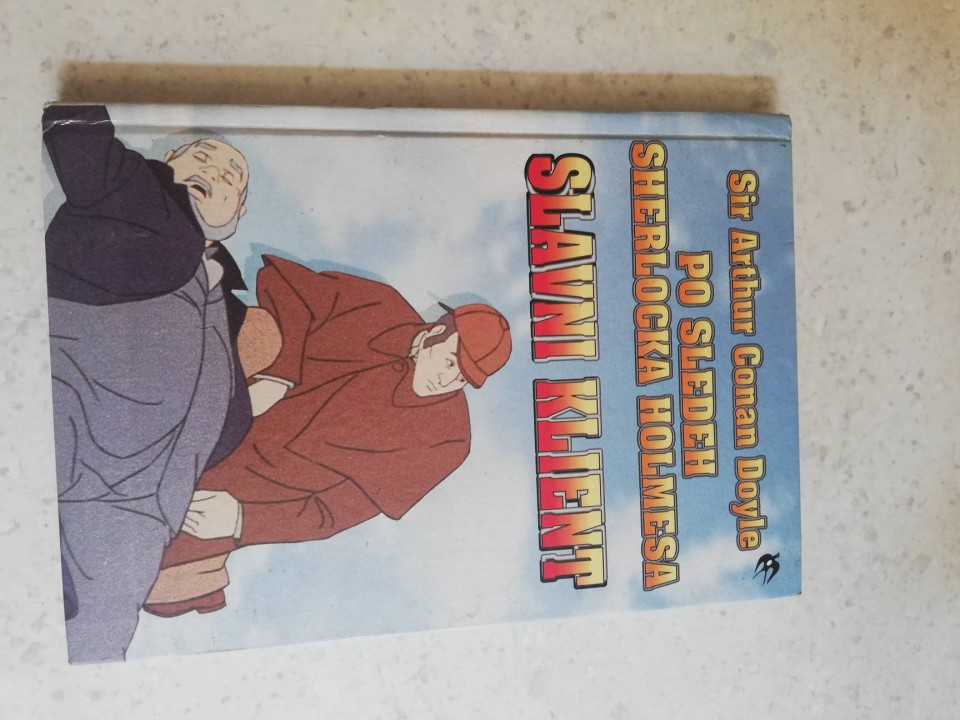 Sir Arthur Conan Doyle
PO SLEDEH
SHERLOCKA HOLMESA
SLAVNI KLIENT